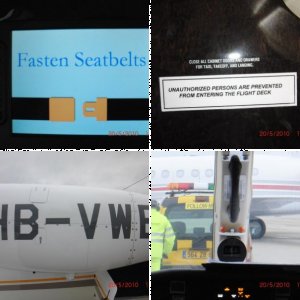 Fasten Seatbelts
20/5/2010
CLOSE ALL CABINET DOORS AND DRAWERS
FOR TAXI, TAKEOFF, AND LANDING.
UNAUTHORIZED PERSONS ARE PREVENTED
FROM ENTERING THE FLIGHT DECK
20/5/2010
HB-VWE
20/5/2010
FOLLOW
20/5/2010